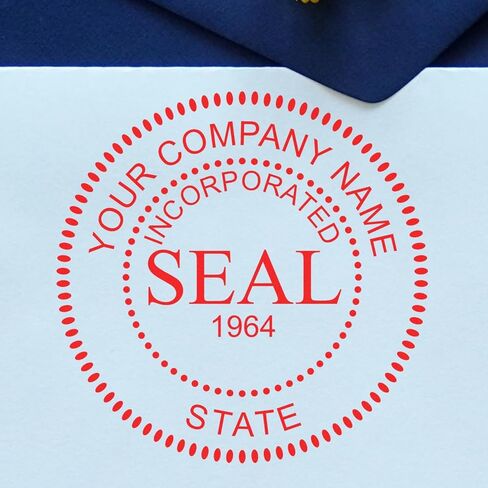 YOUR COMPANY NAME
INCORPORATED
SEAL
1964
STATE